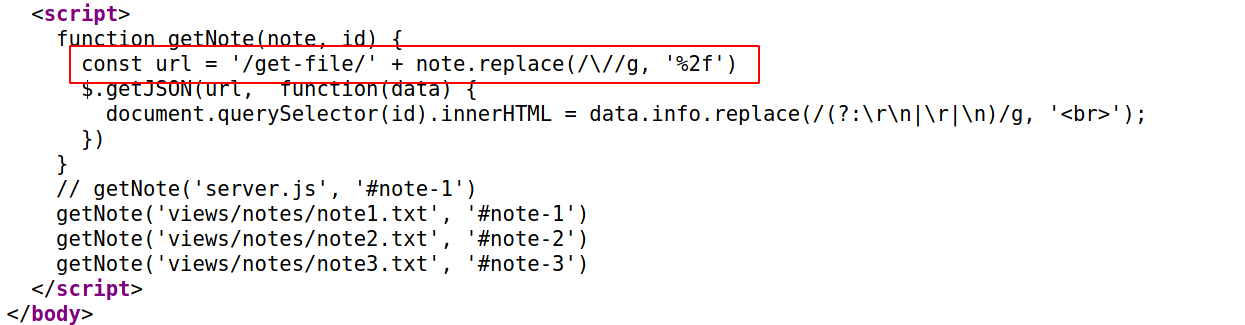 <script>
function getNote(note, id) {
const url = '/get-file/' + note.replace(/\//g, '%2f')
$.getJSON(url,  function(data) {
document.querySelector(id).innerHTML = data.info.replace(/(?:\r\n|\r|\n)/g, '<br>');
})
}
// getNote('server.js', '#note-1')
getNote('views/notes/note1.txt', '#note-1')
getNote('views/notes/note2.txt', '#note-2')
getNote('views/notes/note3.txt', '#note-3')
</script>
</body>